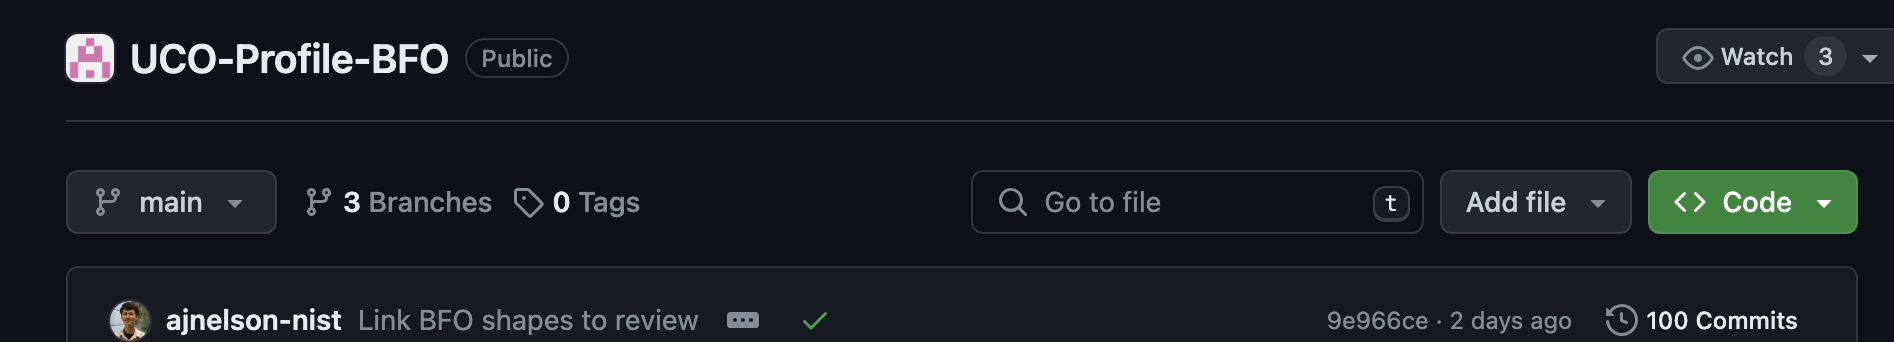 UCO-Profile-BFO Public Watch 3
main 3 Branches 0 Tags Go to file t Add file Code
ajnelson-nist Link BFO shapes to review 9e966ce · 2 days ago 100 Commits